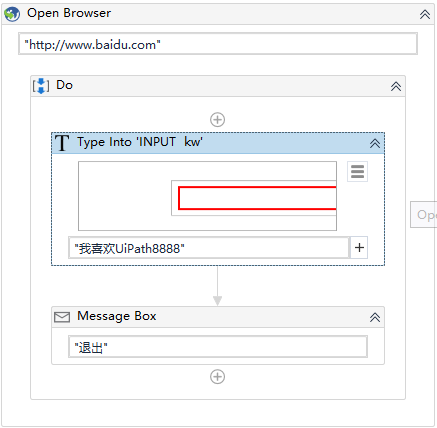 Open Browser
"http://www.baidu.com"
Do
Type Into 'INPUT  kw'
"我喜欢UiPath8888"
Message Box
"退出"